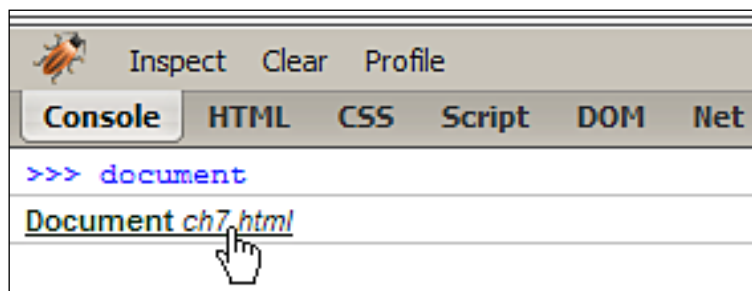 Inspect Clear Profile
Console HTML CSS Script DOM Net
>>> document
Document ch7.html